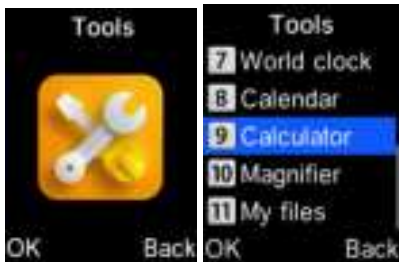 Tools
OK Back
Tools
7 World clock
8 Calendar
9 Calculator
10 Magnifier
11 My files
OK Back